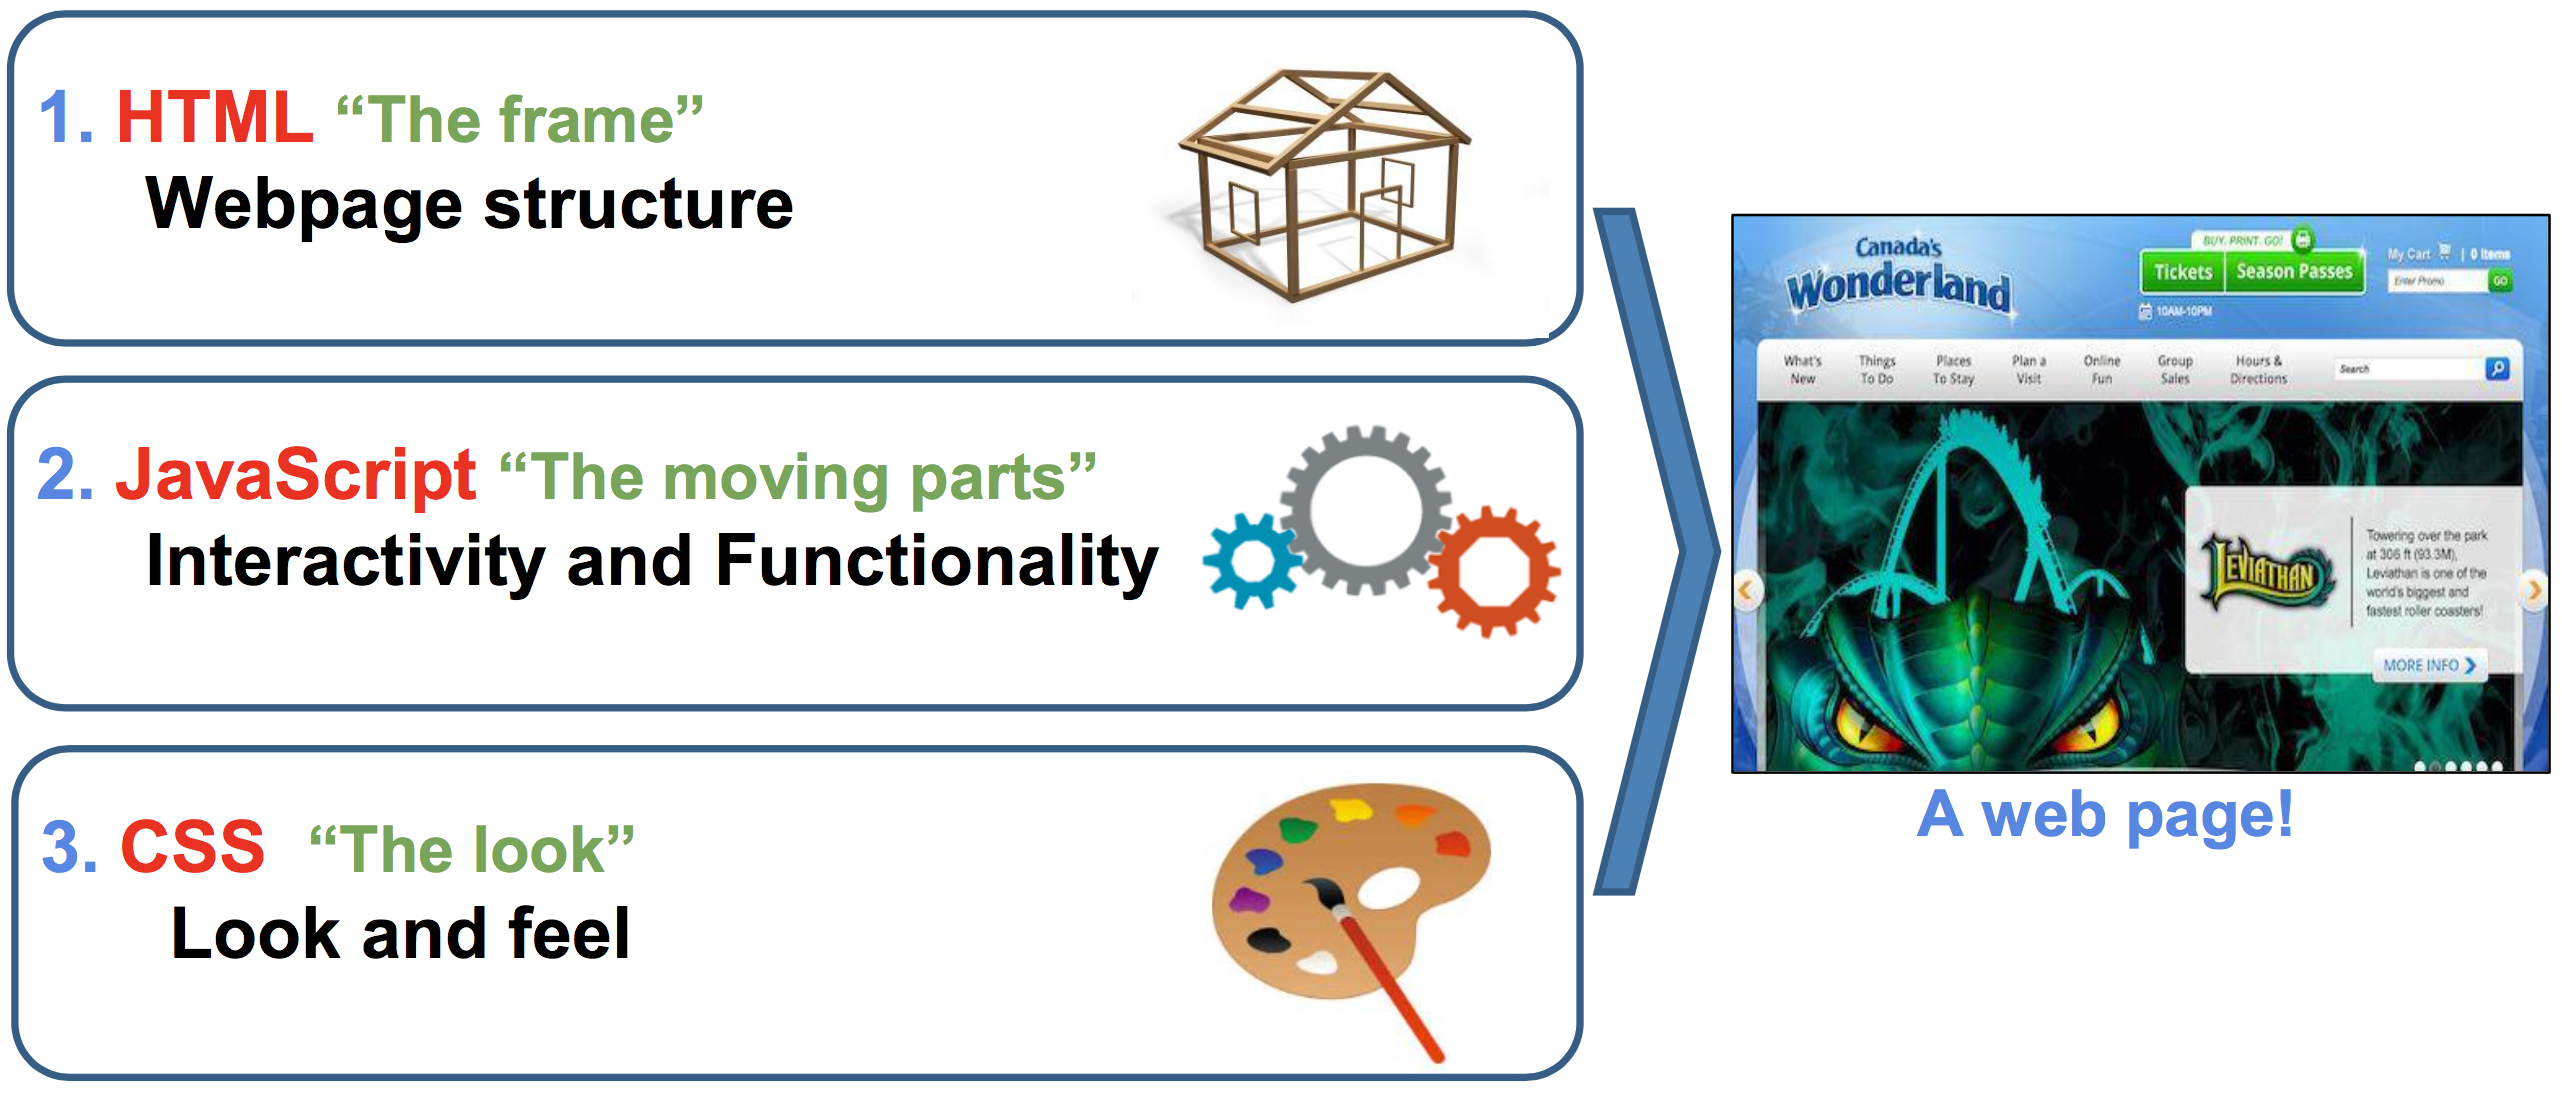 1. HTML “The frame”
Webpage structure
2. JavaScript “The moving parts”
Interactivity and Functionality
3. CSS “The look”
Look and feel
Canada's
Wonderland
BUY. PRINT. GO!
Tickets
Season Passes
My Cart | 0 Items
Enter Promo
GO
10AM-10PM
What's
New
Things
To Do
Places
To Stay
Plan a
Visit
Online
Fun
Group
Sales
Hours &
Directions
Search
LEVIATHAN
Towering over the park
at 306 ft (93.3M),
Leviathan is one of the
world's biggest and
fastest roller coasters!
MORE INFO
A web page!